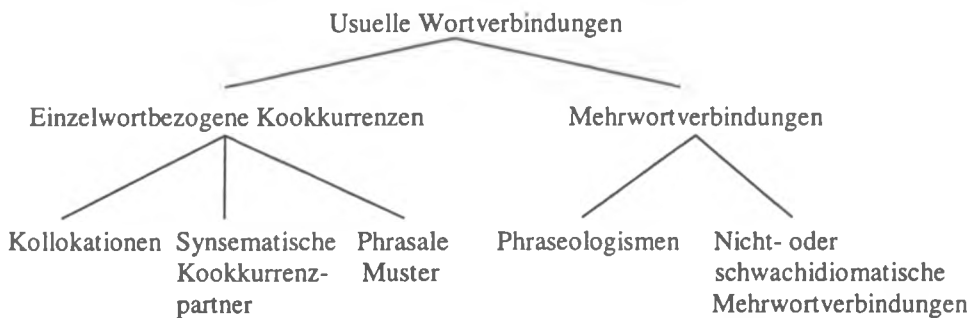 Usuelle Wortverbindungen
Einzelwortbezogene Kookkurrenzen
Mehrwortverbindungen
Kollokationen
Synsematische
Kookkurrenz-
partner
Phrasale
Muster
Phraseologismen
Nicht- oder
schwachidiomatische
Mehrwortverbindungen